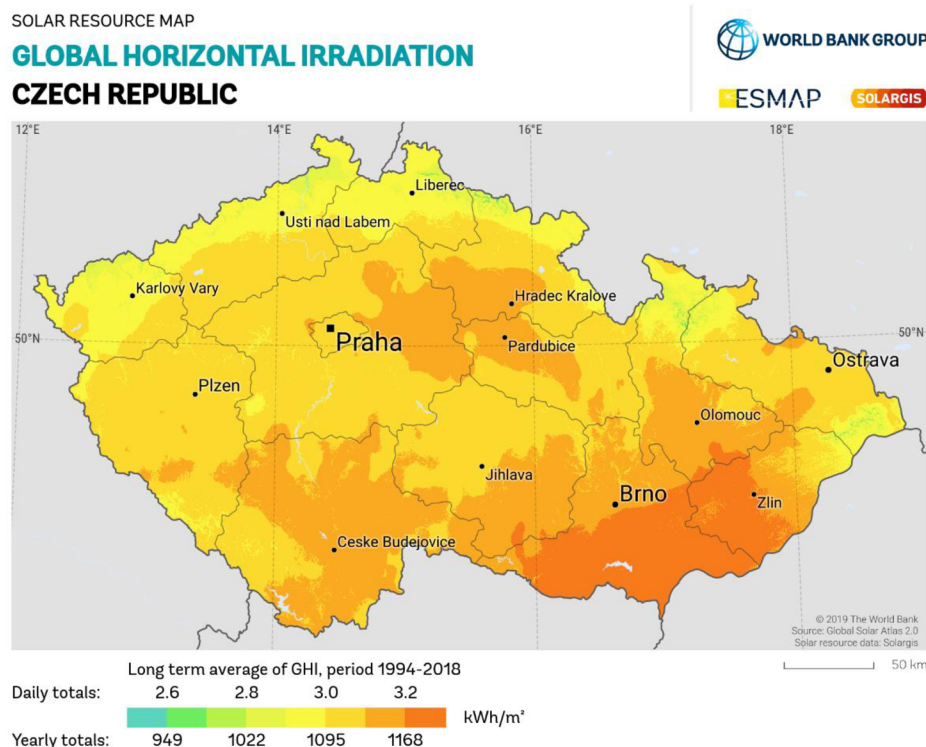 SOLAR RESOURCE MAP
GLOBAL HORIZONTAL IRRADIATION
CZECH REPUBLIC
WORLD BANK GROUP
ESMAP
SOLARGIS
12°E 14°E 16°E 18°E
Liberec
Usti nad Labem
Karlovy Vary
Hradec Kralove
50°N
50°N
Praha
Pardubice
Ostrava
Plzen
Olomouc
Jihlava
Brno
Zlin
Ceske Budejovice
© 2019 The World Bank
Source: Global Solar Atlas 2.0
Solar resource data: Solargis
50 km
Long term average of GHI, period 1994-2018
Daily totals: 2.6 2.8 3.0 3.2
kWh/m²
Yearly totals: 949 1022 1095 1168